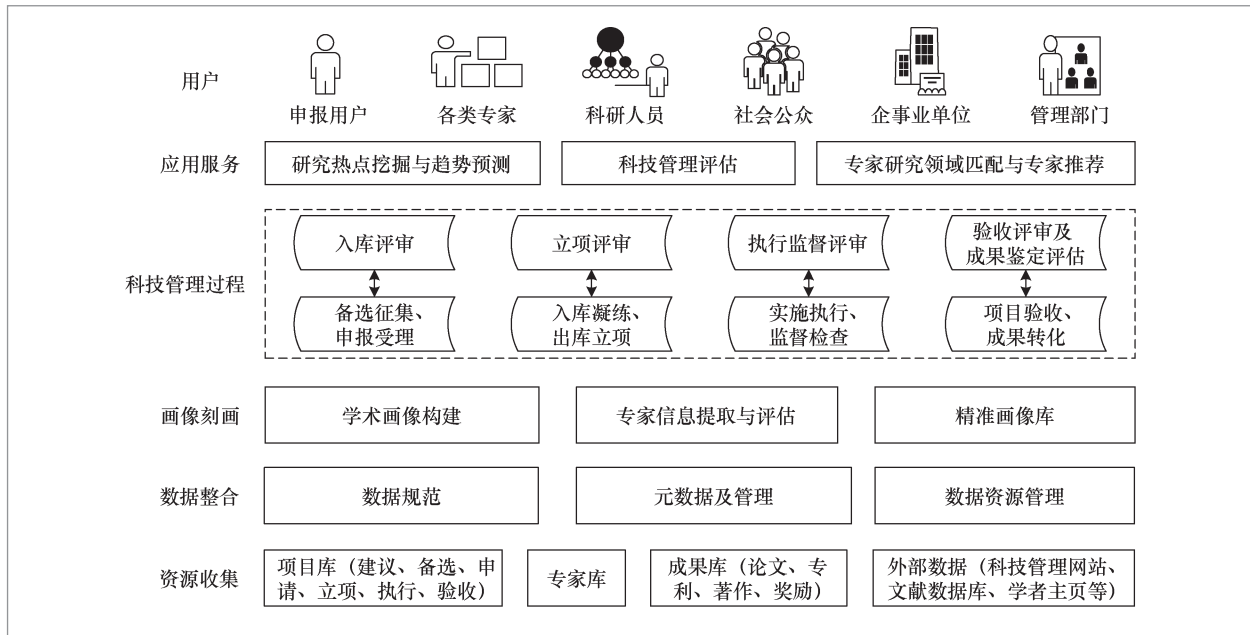 用户
申报用户
各类专家
科研人员
社会公众
企事业单位
管理部门
应用服务
研究热点挖掘与趋势预测
科技管理评估
专家研究领域匹配与专家推荐
科技管理过程
入库评审
立项评审
执行监督评审
验收评审及
成果鉴定评估
备选征集、
申报受理
入库凝练、
出库立项
实施执行、
监督检查
项目验收、
成果转化
画像刻画
学术画像构建
专家信息提取与评估
精准画像库
数据整合
数据规范
元数据及管理
数据资源管理
资源收集
项目库（建议、备选、申
请、立项、执行、验收）
专家库
成果库（论文、专
利、著作、奖励）
外部数据（科技管理网站、
文献数据库、学者主页等）